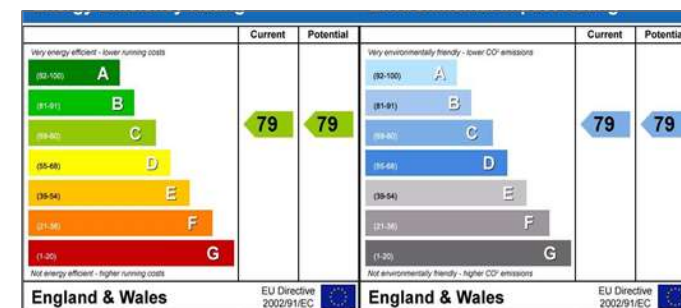 Current Potential
Very energy efficient - lower running costs
(92-100) A
(81-91) B
(69-80) C
79 79
(55-68) D
(39-54) E
(21-38) F
(1-20) G
Not energy efficient - higher running costs
England & Wales
EU Directive
2002/91/EC
Current Potential
Very environmentally friendly - lower CO² emissions
(92-100) A
(81-91) B
(69-80) C
79 79
(55-68) D
(39-54) E
(21-38) F
(1-20) G
Not environmentally friendly - higher CO² emissions
England & Wales
EU Directive
2002/91/EC